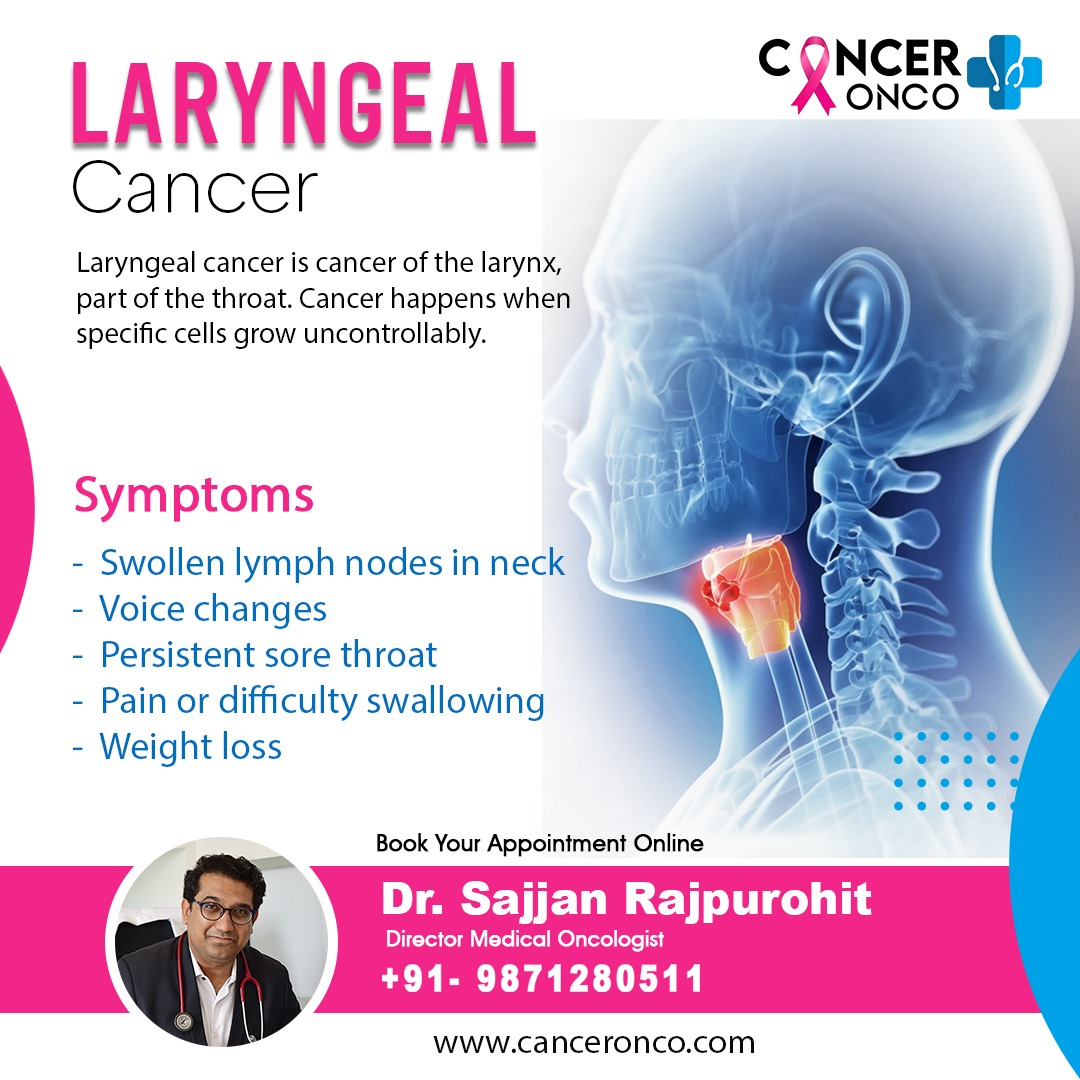 CANCER
ONCO
LARYNGEAL
Cancer
Laryngeal cancer is cancer of the larynx,
part of the throat. Cancer happens when
specific cells grow uncontrollably.
Symptoms
- Swollen lymph nodes in neck
- Voice changes
- Persistent sore throat
- Pain or difficulty swallowing
- Weight loss
Book Your Appointment Online
Dr. Sajjan Rajpurohit
Director Medical Oncologist
+91- 9871280511
www.canceronco.com